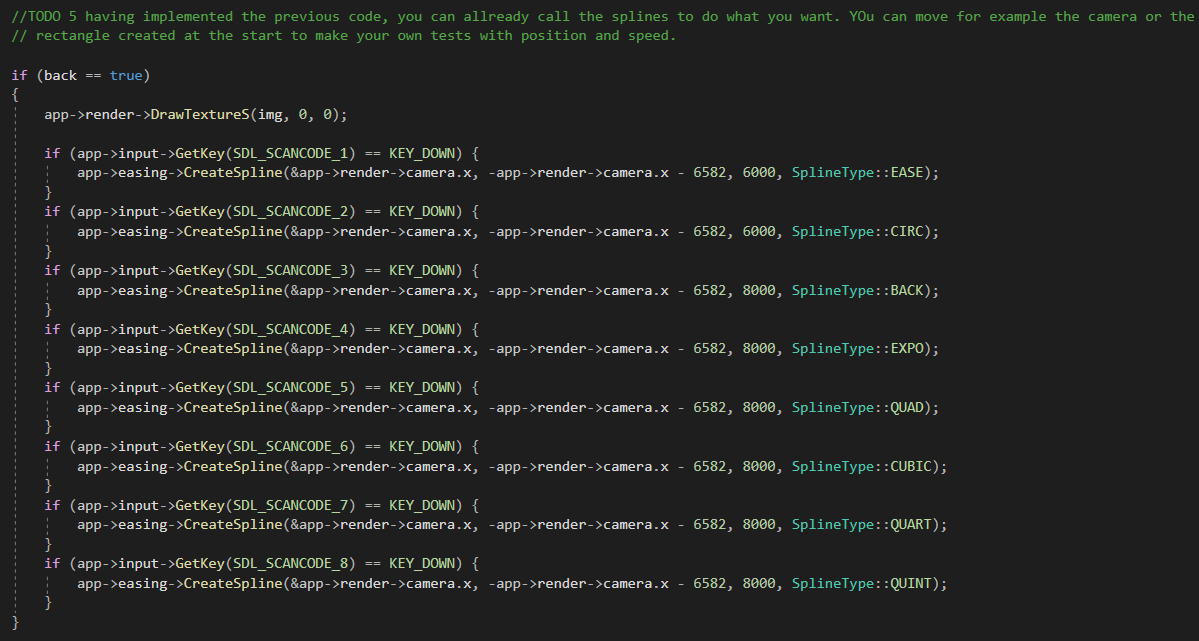 //TODO 5 having implemented the previous code, you can allready call the splines to do what you want. YOu can move for example the camera or the
// rectangle created at the start to make your own tests with position and speed.
if (back == true)
{
app->render->DrawTextureS(img, 0, 0);
if (app->input->GetKey(SDL_SCANCODE_1) == KEY_DOWN) {
app->easing->CreateSpline(&app->render->camera.x, -app->render->camera.x - 6582, 6000, SplineType::EASE);
}
if (app->input->GetKey(SDL_SCANCODE_2) == KEY_DOWN) {
app->easing->CreateSpline(&app->render->camera.x, -app->render->camera.x - 6582, 6000, SplineType::CIRC);
}
if (app->input->GetKey(SDL_SCANCODE_3) == KEY_DOWN) {
app->easing->CreateSpline(&app->render->camera.x, -app->render->camera.x - 6582, 8000, SplineType::BACK);
}
if (app->input->GetKey(SDL_SCANCODE_4) == KEY_DOWN) {
app->easing->CreateSpline(&app->render->camera.x, -app->render->camera.x - 6582, 8000, SplineType::EXPO);
}
if (app->input->GetKey(SDL_SCANCODE_5) == KEY_DOWN) {
app->easing->CreateSpline(&app->render->camera.x, -app->render->camera.x - 6582, 8000, SplineType::QUAD);
}
if (app->input->GetKey(SDL_SCANCODE_6) == KEY_DOWN) {
app->easing->CreateSpline(&app->render->camera.x, -app->render->camera.x - 6582, 8000, SplineType::CUBIC);
}
if (app->input->GetKey(SDL_SCANCODE_7) == KEY_DOWN) {
app->easing->CreateSpline(&app->render->camera.x, -app->render->camera.x - 6582, 8000, SplineType::QUART);
}
if (app->input->GetKey(SDL_SCANCODE_8) == KEY_DOWN) {
app->easing->CreateSpline(&app->render->camera.x, -app->render->camera.x - 6582, 8000, SplineType::QUINT);
}
}